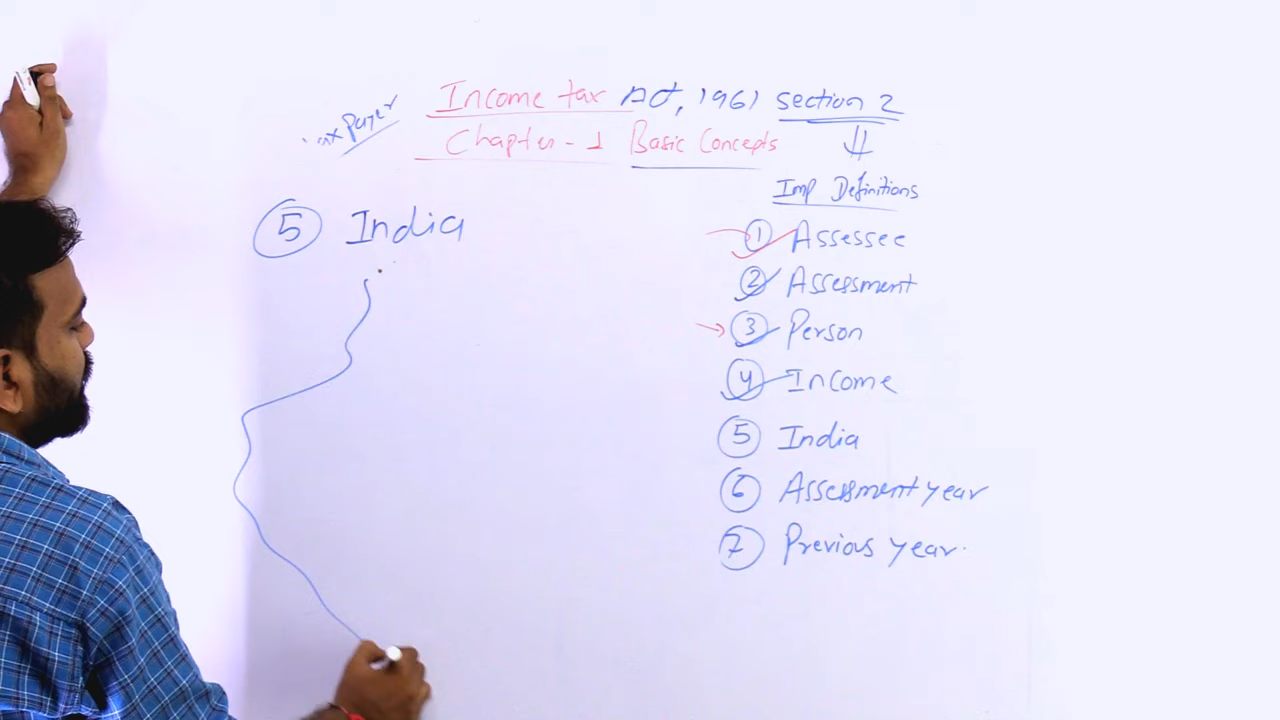 Income tax Act, 1961 section 2
payer
Chapter - 1 Basic Concepts
Imp Definitions
5 India
1 Assessee
2 Assessment
3 Person
4 Income
5 India
6 Assessment year
7 Previous year.